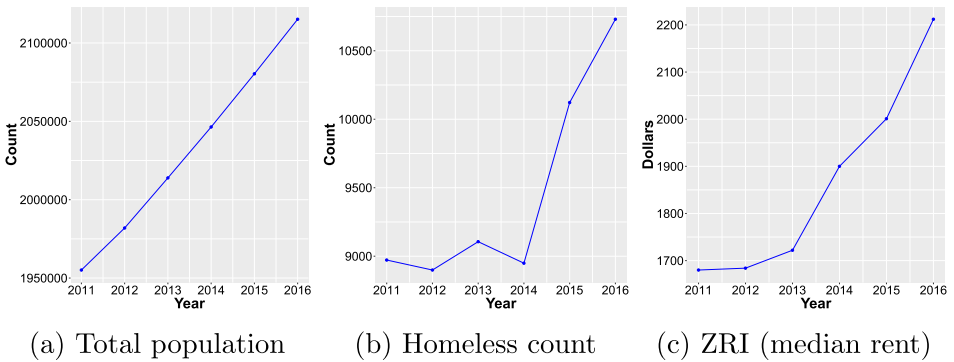 2100000
2050000
2000000
1950000
Count
2011 2012 2013 2014 2015 2016
Year
(a) Total population
10500
10000
9500
9000
Count
2011 2012 2013 2014 2015 2016
Year
(b) Homeless count
2200
2100
2000
1900
1800
1700
Dollars
2011 2012 2013 2014 2015 2016
Year
(c) ZRI (median rent)